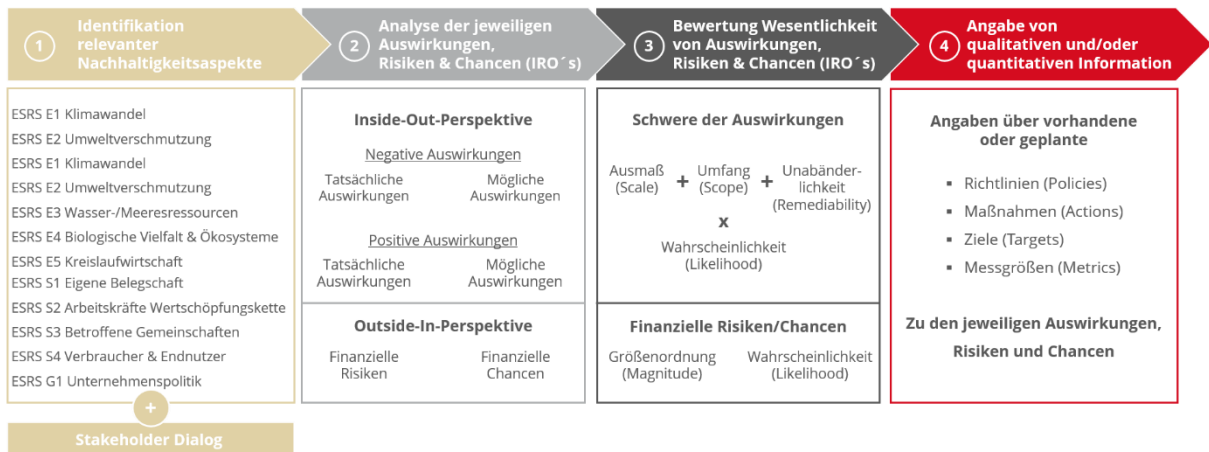 1
Identifikation
relevanter
Nachhaltigkeitsaspekte
ESRS E1 Klimawandel
ESRS E2 Umweltverschmutzung
ESRS E1 Klimawandel
ESRS E2 Umweltverschmutzung
ESRS E3 Wasser-/Meeresressourcen
ESRS E4 Biologische Vielfalt & Ökosysteme
ESRS E5 Kreislaufwirtschaft
ESRS S1 Eigene Belegschaft
ESRS S2 Arbeitskräfte Wertschöpfungskette
ESRS S3 Betroffene Gemeinschaften
ESRS S4 Verbraucher & Endnutzer
ESRS G1 Unternehmenspolitik
+
Stakeholder Dialog
2
Analyse der jeweiligen
Auswirkungen,
Risiken & Chancen (IRO´s)
Inside-Out-Perspektive
Negative Auswirkungen
Tatsächliche Mögliche
Auswirkungen Auswirkungen
Positive Auswirkungen
Tatsächliche Mögliche
Auswirkungen Auswirkungen
Outside-In-Perspektive
Finanzielle Finanzielle
Risiken Chancen
3
Bewertung Wesentlichkeit
von Auswirkungen,
Risiken & Chancen (IRO´s)
Schwere der Auswirkungen
Ausmaß + Umfang + Unabänder-
(Scale) (Scope) lichkeit
(Remediability)
x
Wahrscheinlichkeit
(Likelihood)
Finanzielle Risiken/Chancen
Größenordnung Wahrscheinlichkeit
(Magnitude) (Likelihood)
4
Angabe von
qualitativen und/oder
quantitativen Information
Angaben über vorhandene
oder geplante
▪ Richtlinien (Policies)
▪ Maßnahmen (Actions)
▪ Ziele (Targets)
▪ Messgrößen (Metrics)
Zu den jeweiligen Auswirkungen,
Risiken und Chancen